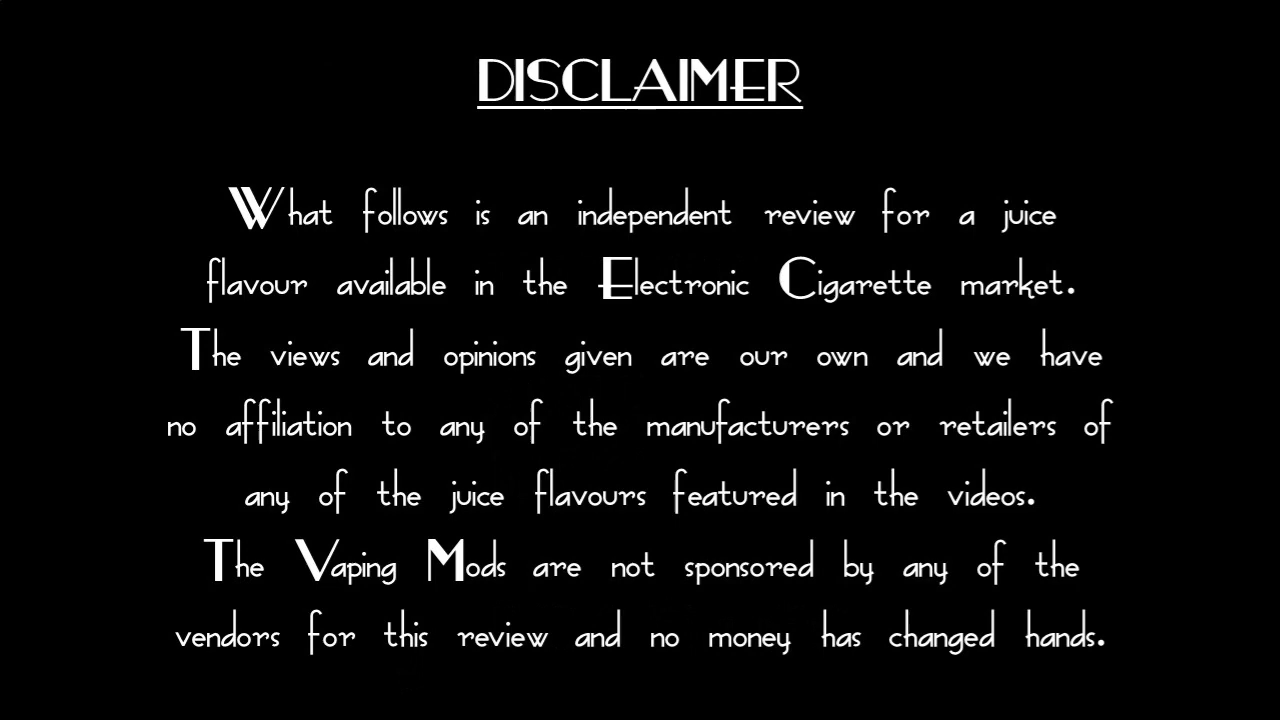 DISCLAIMER
What follows is an independent review for a juice
flavour available in the Electronic Cigarette market.
The views and opinions given are our own and we have
no affiliation to any of the manufacturers or retailers of
any of the juice flavours featured in the videos.
The Vaping Mods are not sponsored by any of the
vendors for this review and no money has changed hands.